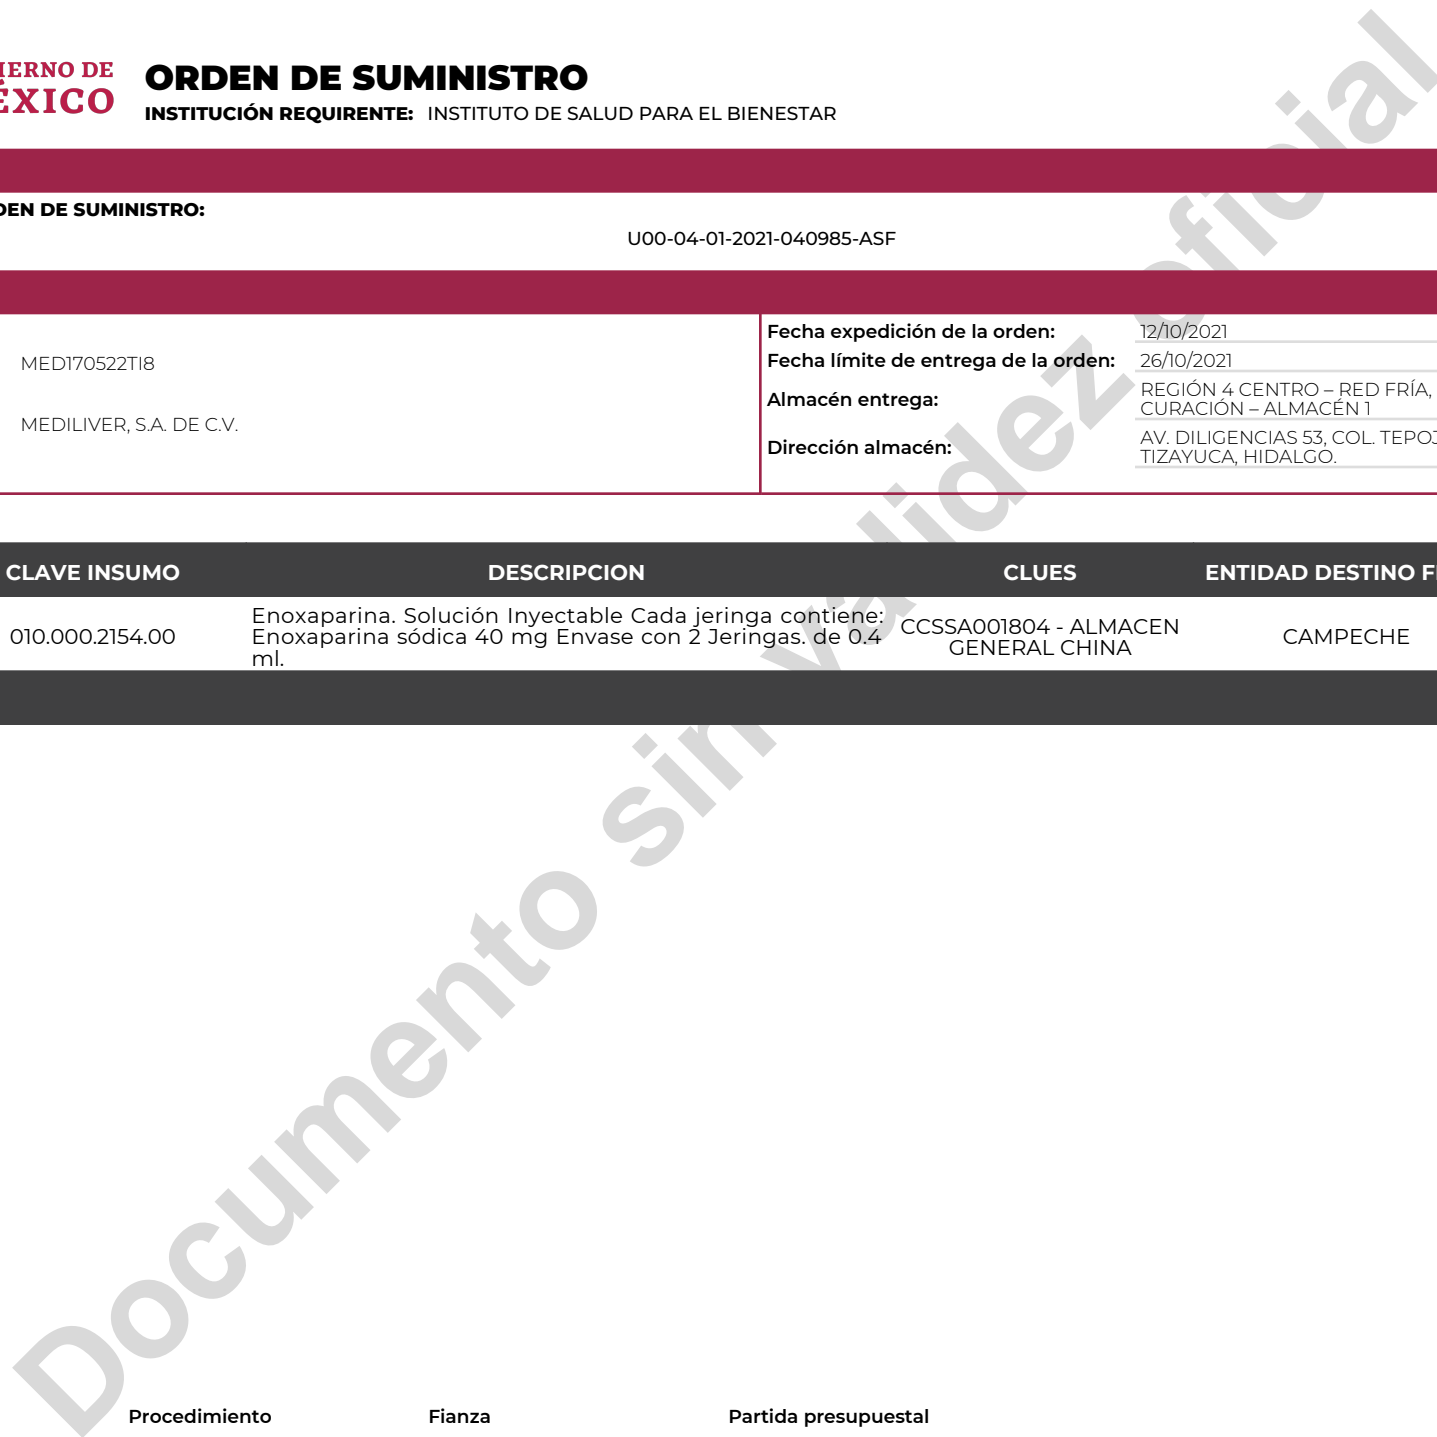 IERNO DE
ÉXICO
ORDEN DE SUMINISTRO
INSTITUCIÓN REQUIRENTE: INSTITUTO DE SALUD PARA EL BIENESTAR
DEN DE SUMINISTRO:
U00-04-01-2021-040985-ASF
MED170522TI8
MEDILIVER, S.A. DE C.V.
Fecha expedición de la orden: 12/10/2021
Fecha límite de entrega de la orden: 26/10/2021
Almacén entrega: REGIÓN 4 CENTRO – RED FRÍA,
CURACIÓN – ALMACÉN 1
Dirección almacén: AV. DILIGENCIAS 53, COL. TEPOJ
TIZAYUCA, HIDALGO.
CLAVE INSUMO DESCRIPCION CLUES ENTIDAD DESTINO FI
010.000.2154.00
Enoxaparina. Solución Inyectable Cada jeringa contiene:
Enoxaparina sódica 40 mg Envase con 2 Jeringas. de 0.4
ml.
CCSSA001804 - ALMACEN
GENERAL CHINA
CAMPECHE
Documento sin validez oficial
Procedimiento Fianza Partida presupuestal